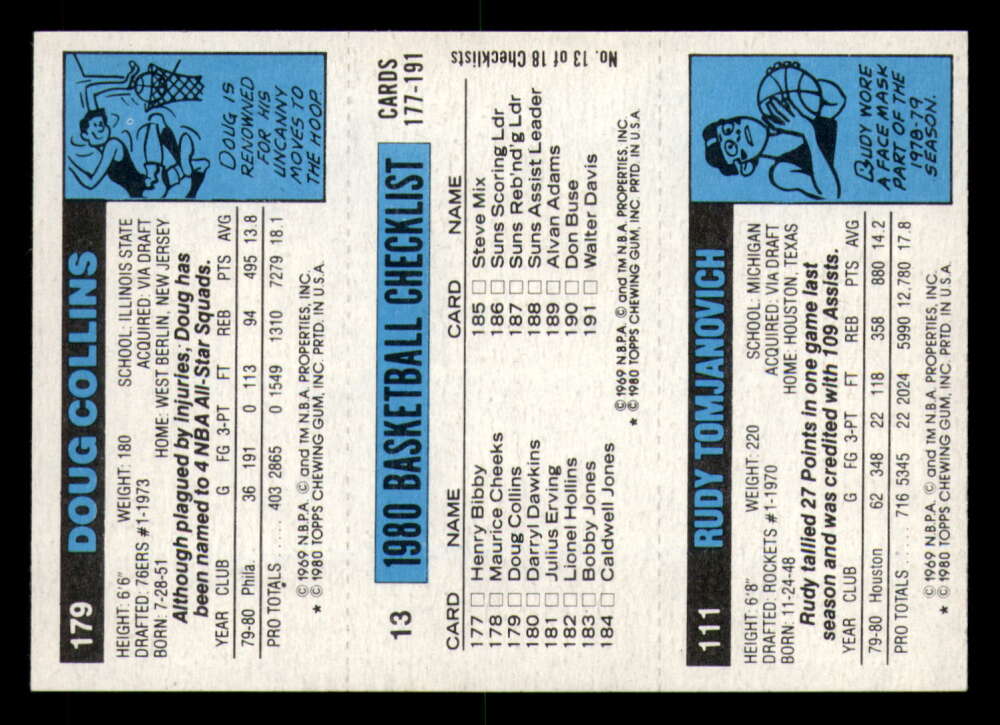 179 DOUG COLLINS
HEIGHT: 6'6" WEIGHT: 180 SCHOOL: ILLINOIS STATE
DRAFTED: 76ERS #1-1973 ACQUIRED: VIA DRAFT
BORN: 7-28-51 HOME: WEST BERLIN, NEW JERSEY
Although plagued by injuries, Doug has
been named to 4 NBA All-Star Squads.
YEAR CLUB G FG 3-PT FT REB PTS AVG
79-80 Phila. 36 191 0 113 94 495 13.8
PRO TOTALS 403 2865 0 1549 1310 7279 18.1
© 1969 N.B.P.A. © and TM N.B.A. PROPERTIES, INC.
* © 1980 TOPPS CHEWING GUM, INC. PRTD. IN U.S.A.
DOUG IS
RENOWNED
FOR HIS
UNCANNY
MOVES TO
THE HOOP.
13 1980 BASKETBALL CHECKLIST CARDS
177-191
CARD NAME
177 □ Henry Bibby
178 □ Maurice Cheeks
179 □ Doug Collins
180 □ Darryl Dawkins
181 □ Julius Erving
182 □ Lionel Hollins
183 □ Bobby Jones
184 □ Caldwell Jones
CARD NAME
185 □ Steve Mix
186 □ Suns Scoring Ldr
187 □ Suns Reb'nd'g Ldr
188 □ Suns Assist Leader
189 □ Alvan Adams
190 □ Don Buse
191 □ Walter Davis
© 1969 N.B.P.A. © and TM N.B.A. PROPERTIES, INC.
* © 1980 TOPPS CHEWING GUM, INC. PRTD IN U.S.A.
No. 13 of 18 Checklists
111 RUDY TOMJANOVICH
HEIGHT: 6'8" WEIGHT: 220 SCHOOL: MICHIGAN
DRAFTED: ROCKETS #1-1970 ACQUIRED: VIA DRAFT
BORN: 11-24-48 HOME: HOUSTON, TEXAS
Rudy tallied 27 Points in one game last
season and was credited with 109 Assists.
YEAR CLUB G FG 3-PT FT REB PTS AVG
79-80 Houston 62 348 22 118 358 880 14.2
PRO TOTALS 716 5345 22 2024 5990 12,780 17.8
© 1969 N.B.P.A. © and TM N.B.A. PROPERTIES, INC.
* © 1980 TOPPS CHEWING GUM, INC. PRTD. IN U.S.A.
RUDY WORE
A FACE MASK
PART OF THE
1978-79
SEASON.